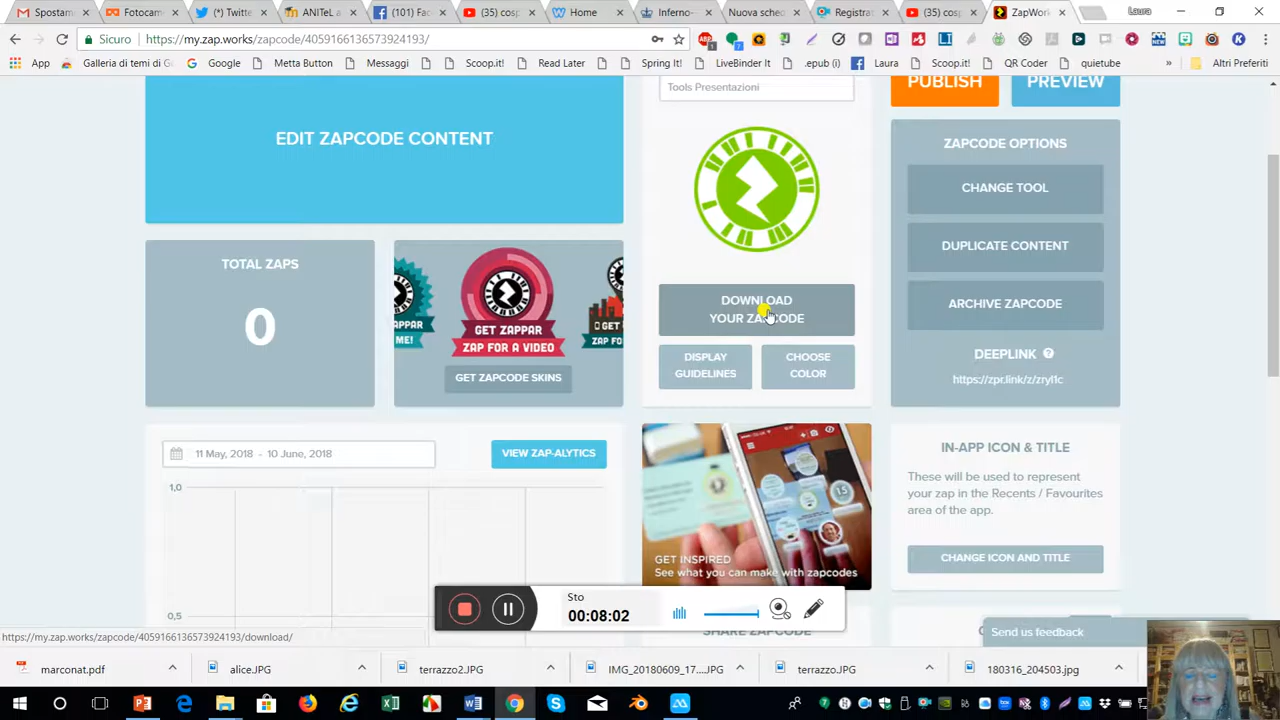 Spostam
Fotocam
(*) Twitte
ANITeL a
(101) Fac
(35) cosp
Home
Inferno-
Nuova sched
Registrat
(35) cosp
ZapWork
Laura
Sicuro
https://my.zap.works/zapcode/4059166136573924193/
App
Galleria di temi di G
Google
Metta Button
Messaggi
Scoop.it!
Read Later
Spring It!
LiveBinder It
.epub (i)
Laura
Scoop.it!
QR Coder
quietube
»
Altri Preferiti
EDIT ZAPCODE CONTENT
Tools Presentazioni
PUBLISH
PREVIEW
ZAPCODE OPTIONS
CHANGE TOOL
DUPLICATE CONTENT
ARCHIVE ZAPCODE
DEEPLINK
https://zpr.link/z/zryl1c
TOTAL ZAPS
0
GET ZAPPAR
ZAP FOR A VIDEO
GET ZAPCODE SKINS
DOWNLOAD
YOUR ZAPCODE
DISPLAY
GUIDELINES
CHOOSE
COLOR
11 May, 2018 - 10 June, 2018
VIEW ZAP-ALYTICS
1,0
0,5
GET INSPIRED
See what you can make with zapcodes
IN-APP ICON & TITLE
These will be used to represent
your zap in the Recents / Favourites
area of the app.
CHANGE ICON AND TITLE
SHARE ZAPCODE
Send us feedback
Sto
00:08:02
https://my.zap.works/zapcode/4059166136573924193/download/
marconat.pdf
alice.JPG
terrazzo2.JPG
IMG_20180609_17....JPG
terrazzo.JPG
180316_204503.jpg